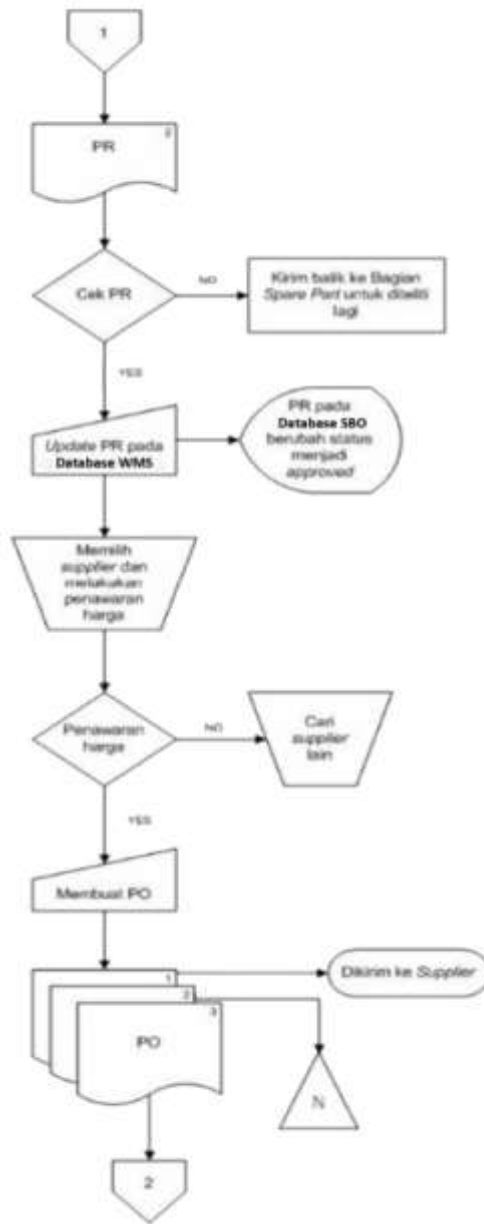 1
2
PR
Cek PR
NO
Kirim balik ke Bagian
Spare Part untuk diteliti
lagi
YES
Update PR pada
Database WMS
PR pada
Database SBO
berubah status
menjadi
approved
Memilih
supplier dan
melakukan
penawaran
harga
Penawaran
harga
NO
Cari
supplier
lain
YES
Membuat PO
1
2
3
PO
Dikirim ke Supplier
N
2